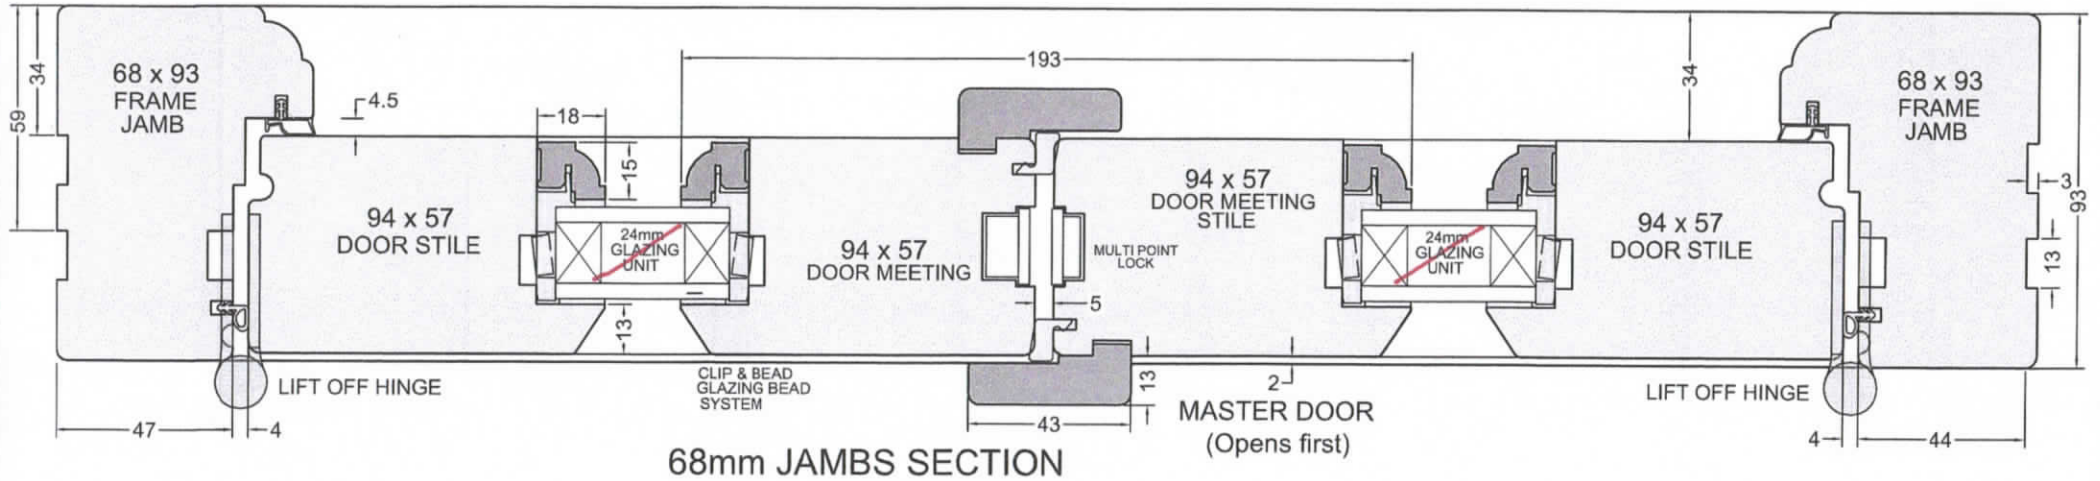 68 x 93
FRAME
JAMB
34
59
4.5
18
15
193
94 x 57
DOOR STILE
24mm
GLAZING
UNIT
13
94 x 57
DOOR MEETING
MULTI POINT
LOCK
5
94 x 57
DOOR MEETING
STILE
24mm
GLAZING
UNIT
94 x 57
DOOR STILE
34
68 x 93
FRAME
JAMB
3
93
13
LIFT OFF HINGE
47
4
CLIP & BEAD
GLAZING BEAD
SYSTEM
43
13
2
MASTER DOOR
(Opens first)
LIFT OFF HINGE
4
44
68mm JAMBS SECTION